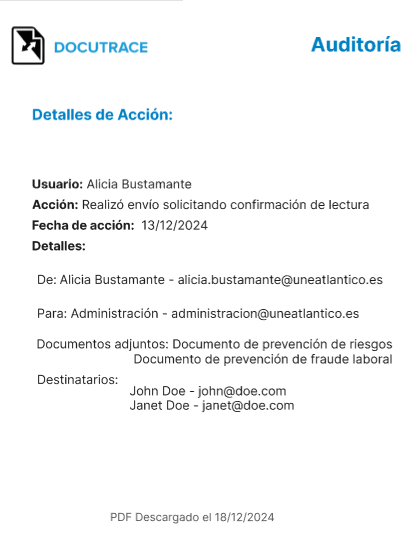 DOCUTRACE
Auditoría
Detalles de Acción:
Usuario: Alicia Bustamante
Acción: Realizó envío solicitando confirmación de lectura
Fecha de acción: 13/12/2024
Detalles:
De: Alicia Bustamante - alicia.bustamante@uneatlantico.es
Para: Administración - administracion@uneatlantico.es
Documentos adjuntos: Documento de prevención de riesgos
Documento de prevención de fraude laboral
Destinatarios:
John Doe - john@doe.com
Janet Doe - janet@doe.com
PDF Descargado el 18/12/2024